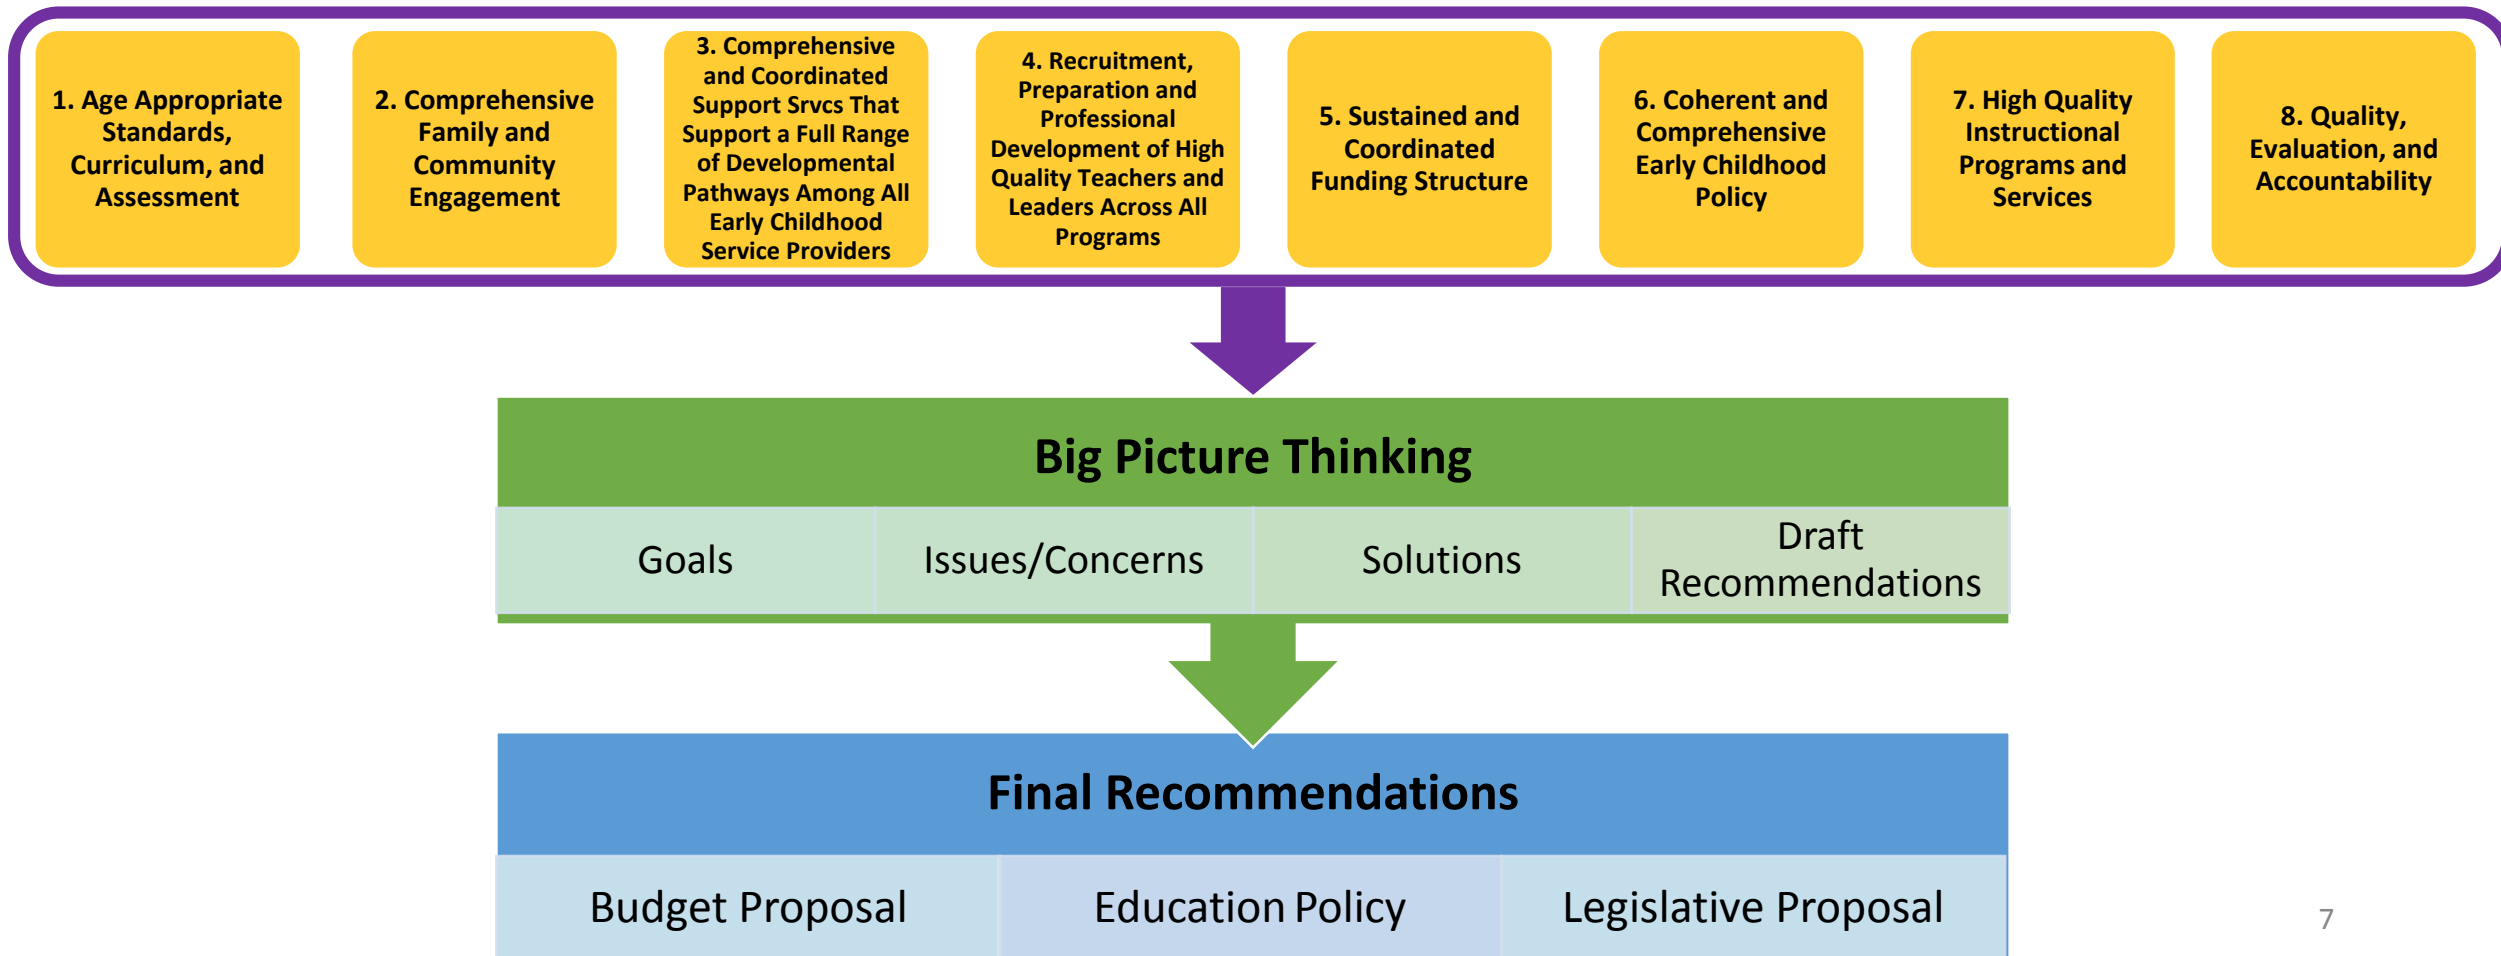 1. Age Appropriate
Standards,
Curriculum, and
Assessment
2. Comprehensive
Family and
Community
Engagement
3. Comprehensive
and Coordinated
Support Srvcs That
Support a Full Range
of Developmental
Pathways Among All
Early Childhood
Service Providers
4. Recruitment,
Preparation and
Professional
Development of High
Quality Teachers and
Leaders Across All
Programs
5. Sustained and
Coordinated
Funding Structure
6. Coherent and
Comprehensive
Early Childhood
Policy
7. High Quality
Instructional
Programs and
Services
8. Quality,
Evaluation, and
Accountability
Big Picture Thinking
Goals
Issues/Concerns
Solutions
Draft
Recommendations
Final Recommendations
Budget Proposal
Education Policy
Legislative Proposal
7